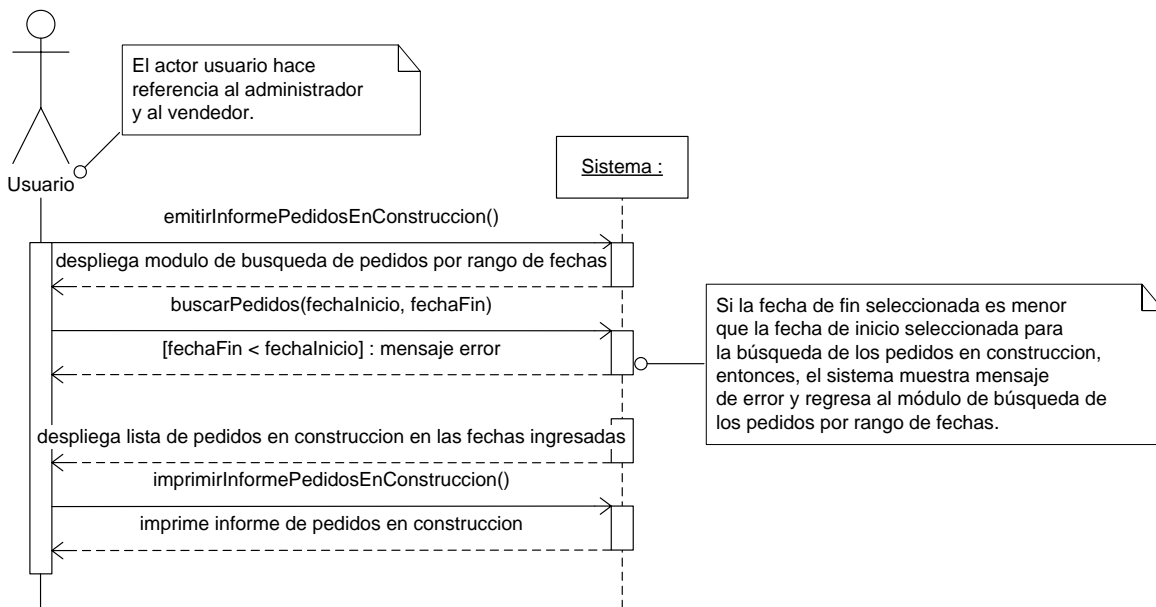 El actor usuario hace
referencia al administrador
y al vendedor.
Usuario
Sistema :
emitirInformePedidosEnConstruccion()
despliega modulo de busqueda de pedidos por rango de fechas
buscarPedidos(fechaInicio, fechaFin)
[fechaFin < fechaInicio] : mensaje error
Si la fecha de fin seleccionada es menor
que la fecha de inicio seleccionada para
la búsqueda de los pedidos en construccion,
entonces, el sistema muestra mensaje
de error y regresa al módulo de búsqueda de
los pedidos por rango de fechas.
despliega lista de pedidos en construccion en las fechas ingresadas
imprimirInformePedidosEnConstruccion()
imprime informe de pedidos en construccion